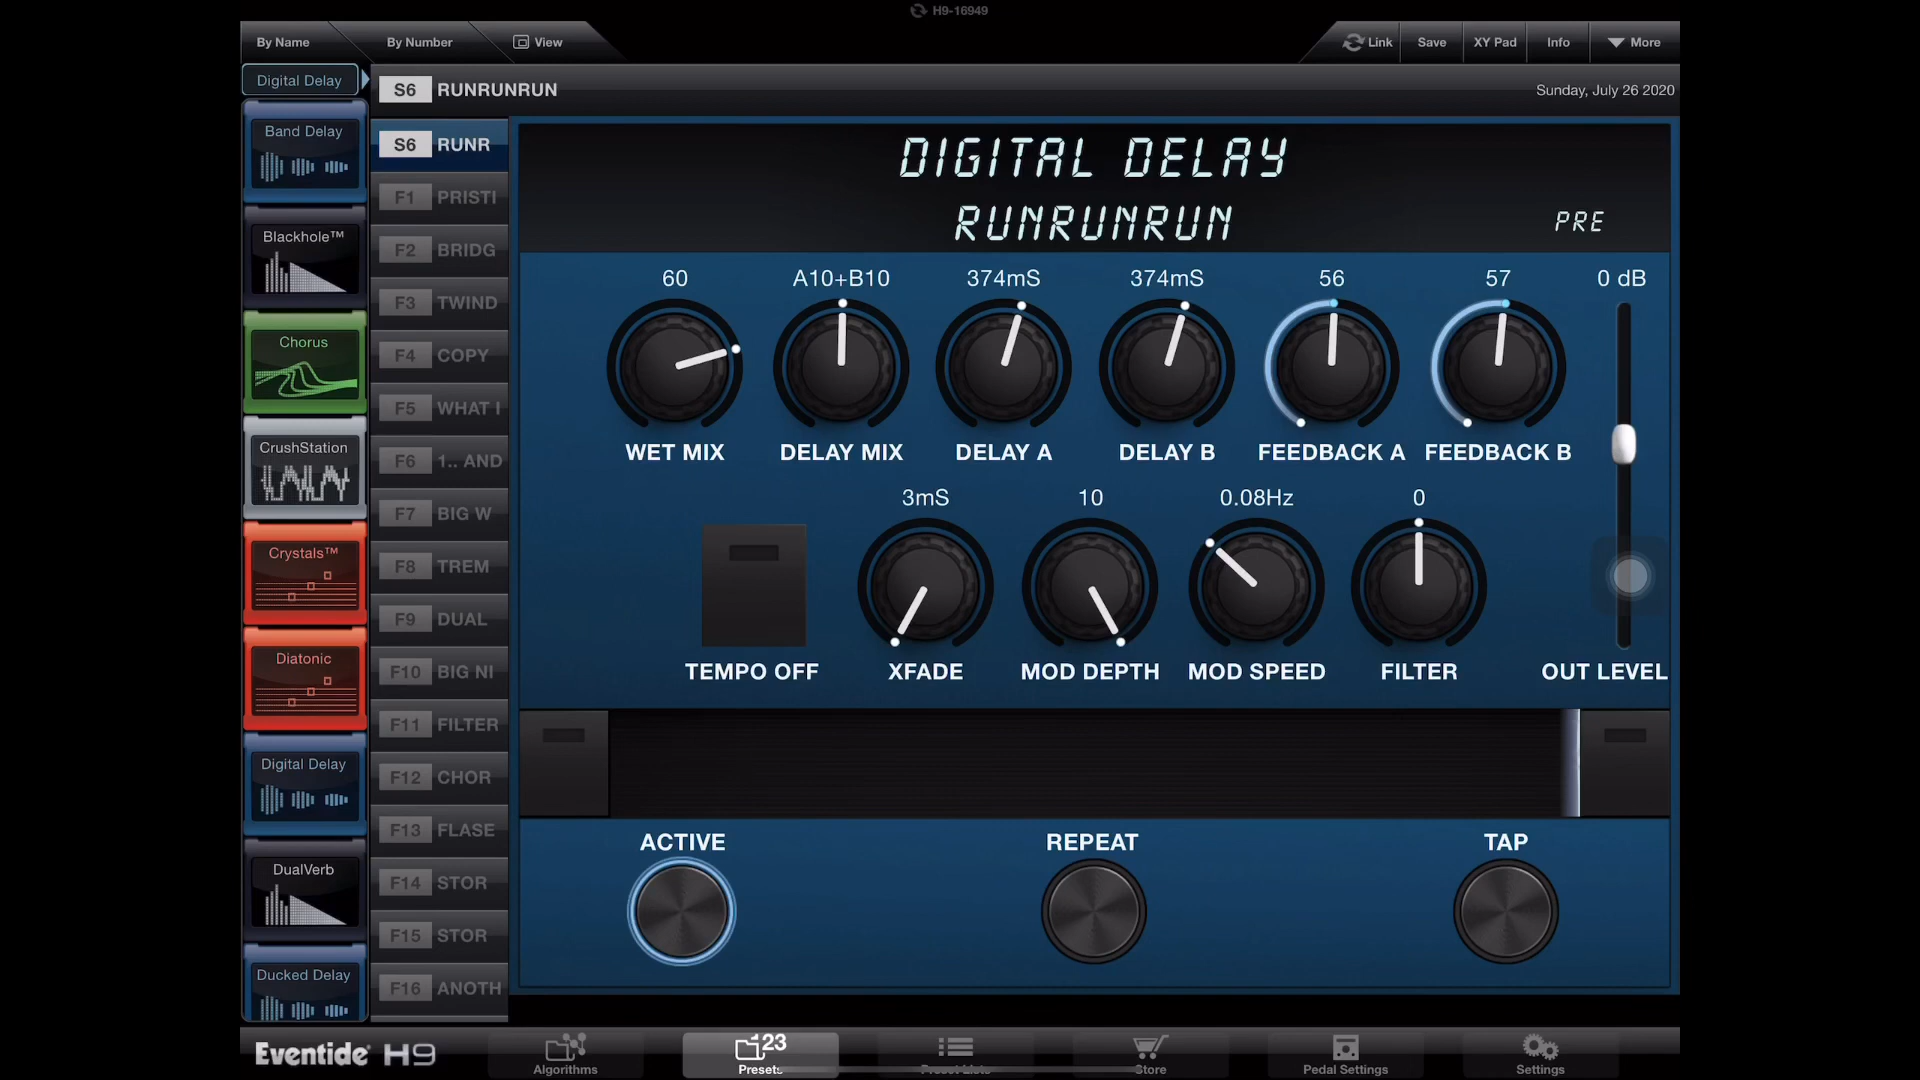 H9-16949
By Name
By Number
View
Link
Save
XY Pad
Info
More
Digital Delay
S6 RUNRUNRUN
Sunday, July 26 2020
Band Delay
Blackhole™
Chorus
CrushStation
Crystals™
Diatonic
Digital Delay
DualVerb
Ducked Delay
S6 RUNR
F1 PRISTI
F2 BRIDG
F3 TWIND
F4 COPY
F5 WHAT I
F6 1.. AND
F7 BIG W
F8 TREM
F9 DUAL
F10 BIG NI
F11 FILTER
F12 CHOR
F13 FLASE
F14 STOR
F15 STOR
F16 ANOTH
DIGITAL DELAY
RUNRUNRUN
PRE
60
A10+B10
374mS
374mS
56
57
0 dB
WET MIX
DELAY MIX
DELAY A
DELAY B
FEEDBACK A
FEEDBACK B
3mS
10
0.08Hz
0
TEMPO OFF
XFADE
MOD DEPTH
MOD SPEED
FILTER
OUT LEVEL
ACTIVE
REPEAT
TAP
Eventide H9
Algorithms
123
Presets
Preset Lists
Store
Pedal Settings
Settings